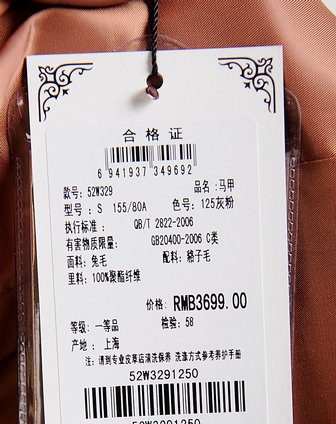 合格证
6 941937 349692
款号: 52W329 品名: 马甲
型号: S 155/80A 色号: 125灰粉
执行标准: QB/T 2822-2006
有害物质限量: GB20400-2006 C类
面料: 兔毛 配料: 貉子毛
里料: 100%聚酯纤维
价格: RMB3699.00
等级: 一等品 检验: 58
产地: 上海
注: 请到专业皮草店清洗保养 洗涤方式参考养护手册
52W3291250
52W3291250